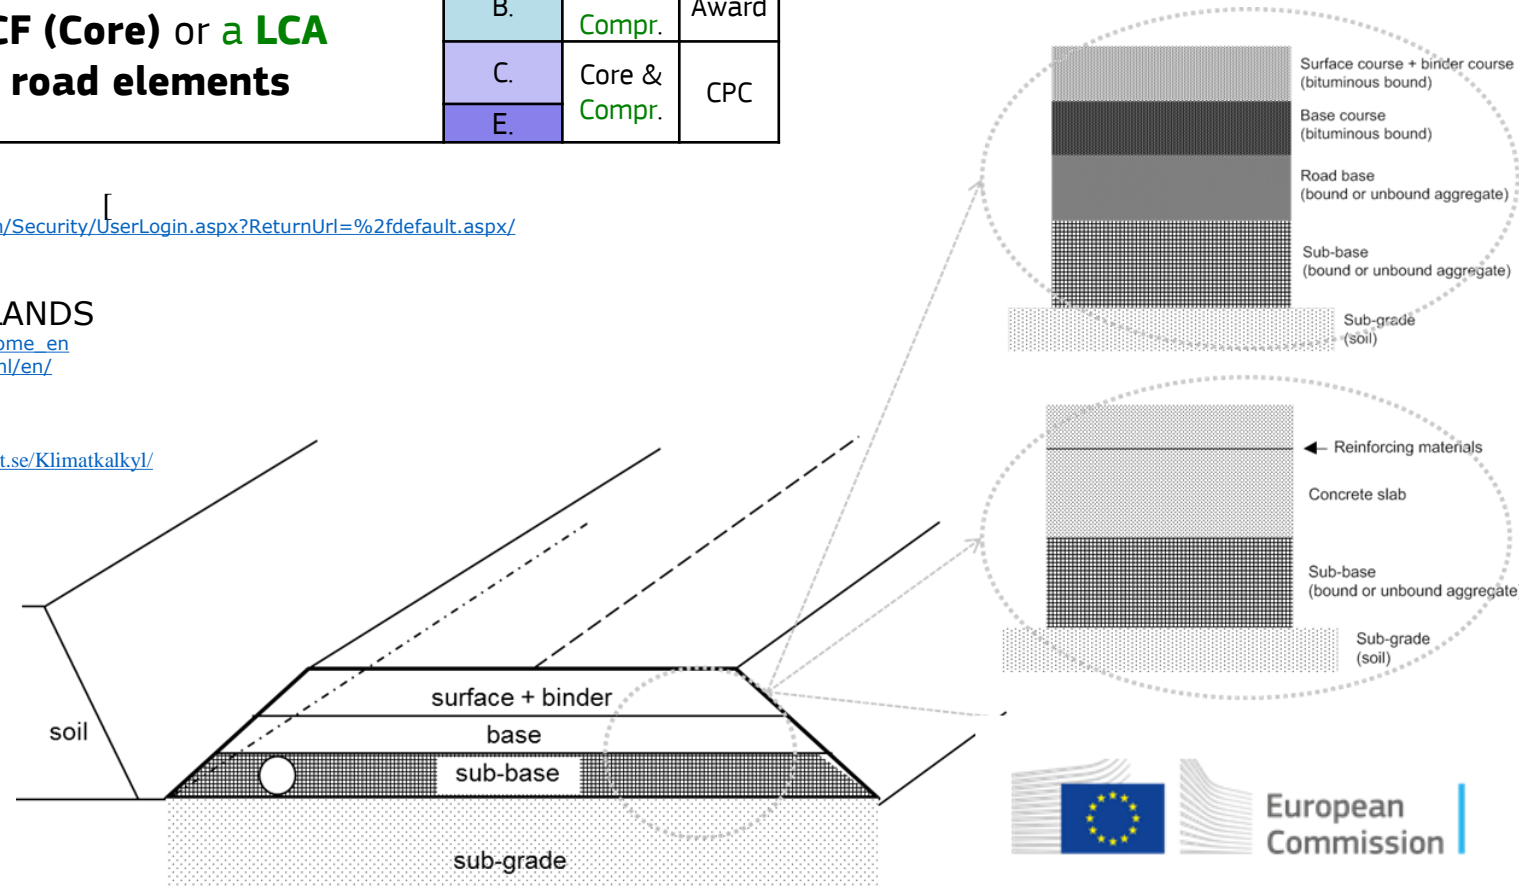 CF (Core) or a LCA
road elements
B.
Compr.
Award
C.
Core &
Compr.
CPC
E.
[
/Security/UserLogin.aspx?ReturnUrl=%2fdefault.aspx/
LANDS
ome_en
nl/en/
t.se/Klimatkalkyl/
Surface course + binder course
(bituminous bound)
Base course
(bituminous bound)
Road base
(bound or unbound aggregate)
Sub-base
(bound or unbound aggregate)
Sub-grade
(soil)
Reinforcing materials
Concrete slab
Sub-base
(bound or unbound aggregate)
Sub-grade
(soil)
soil
surface + binder
base
sub-base
sub-grade
European
Commission